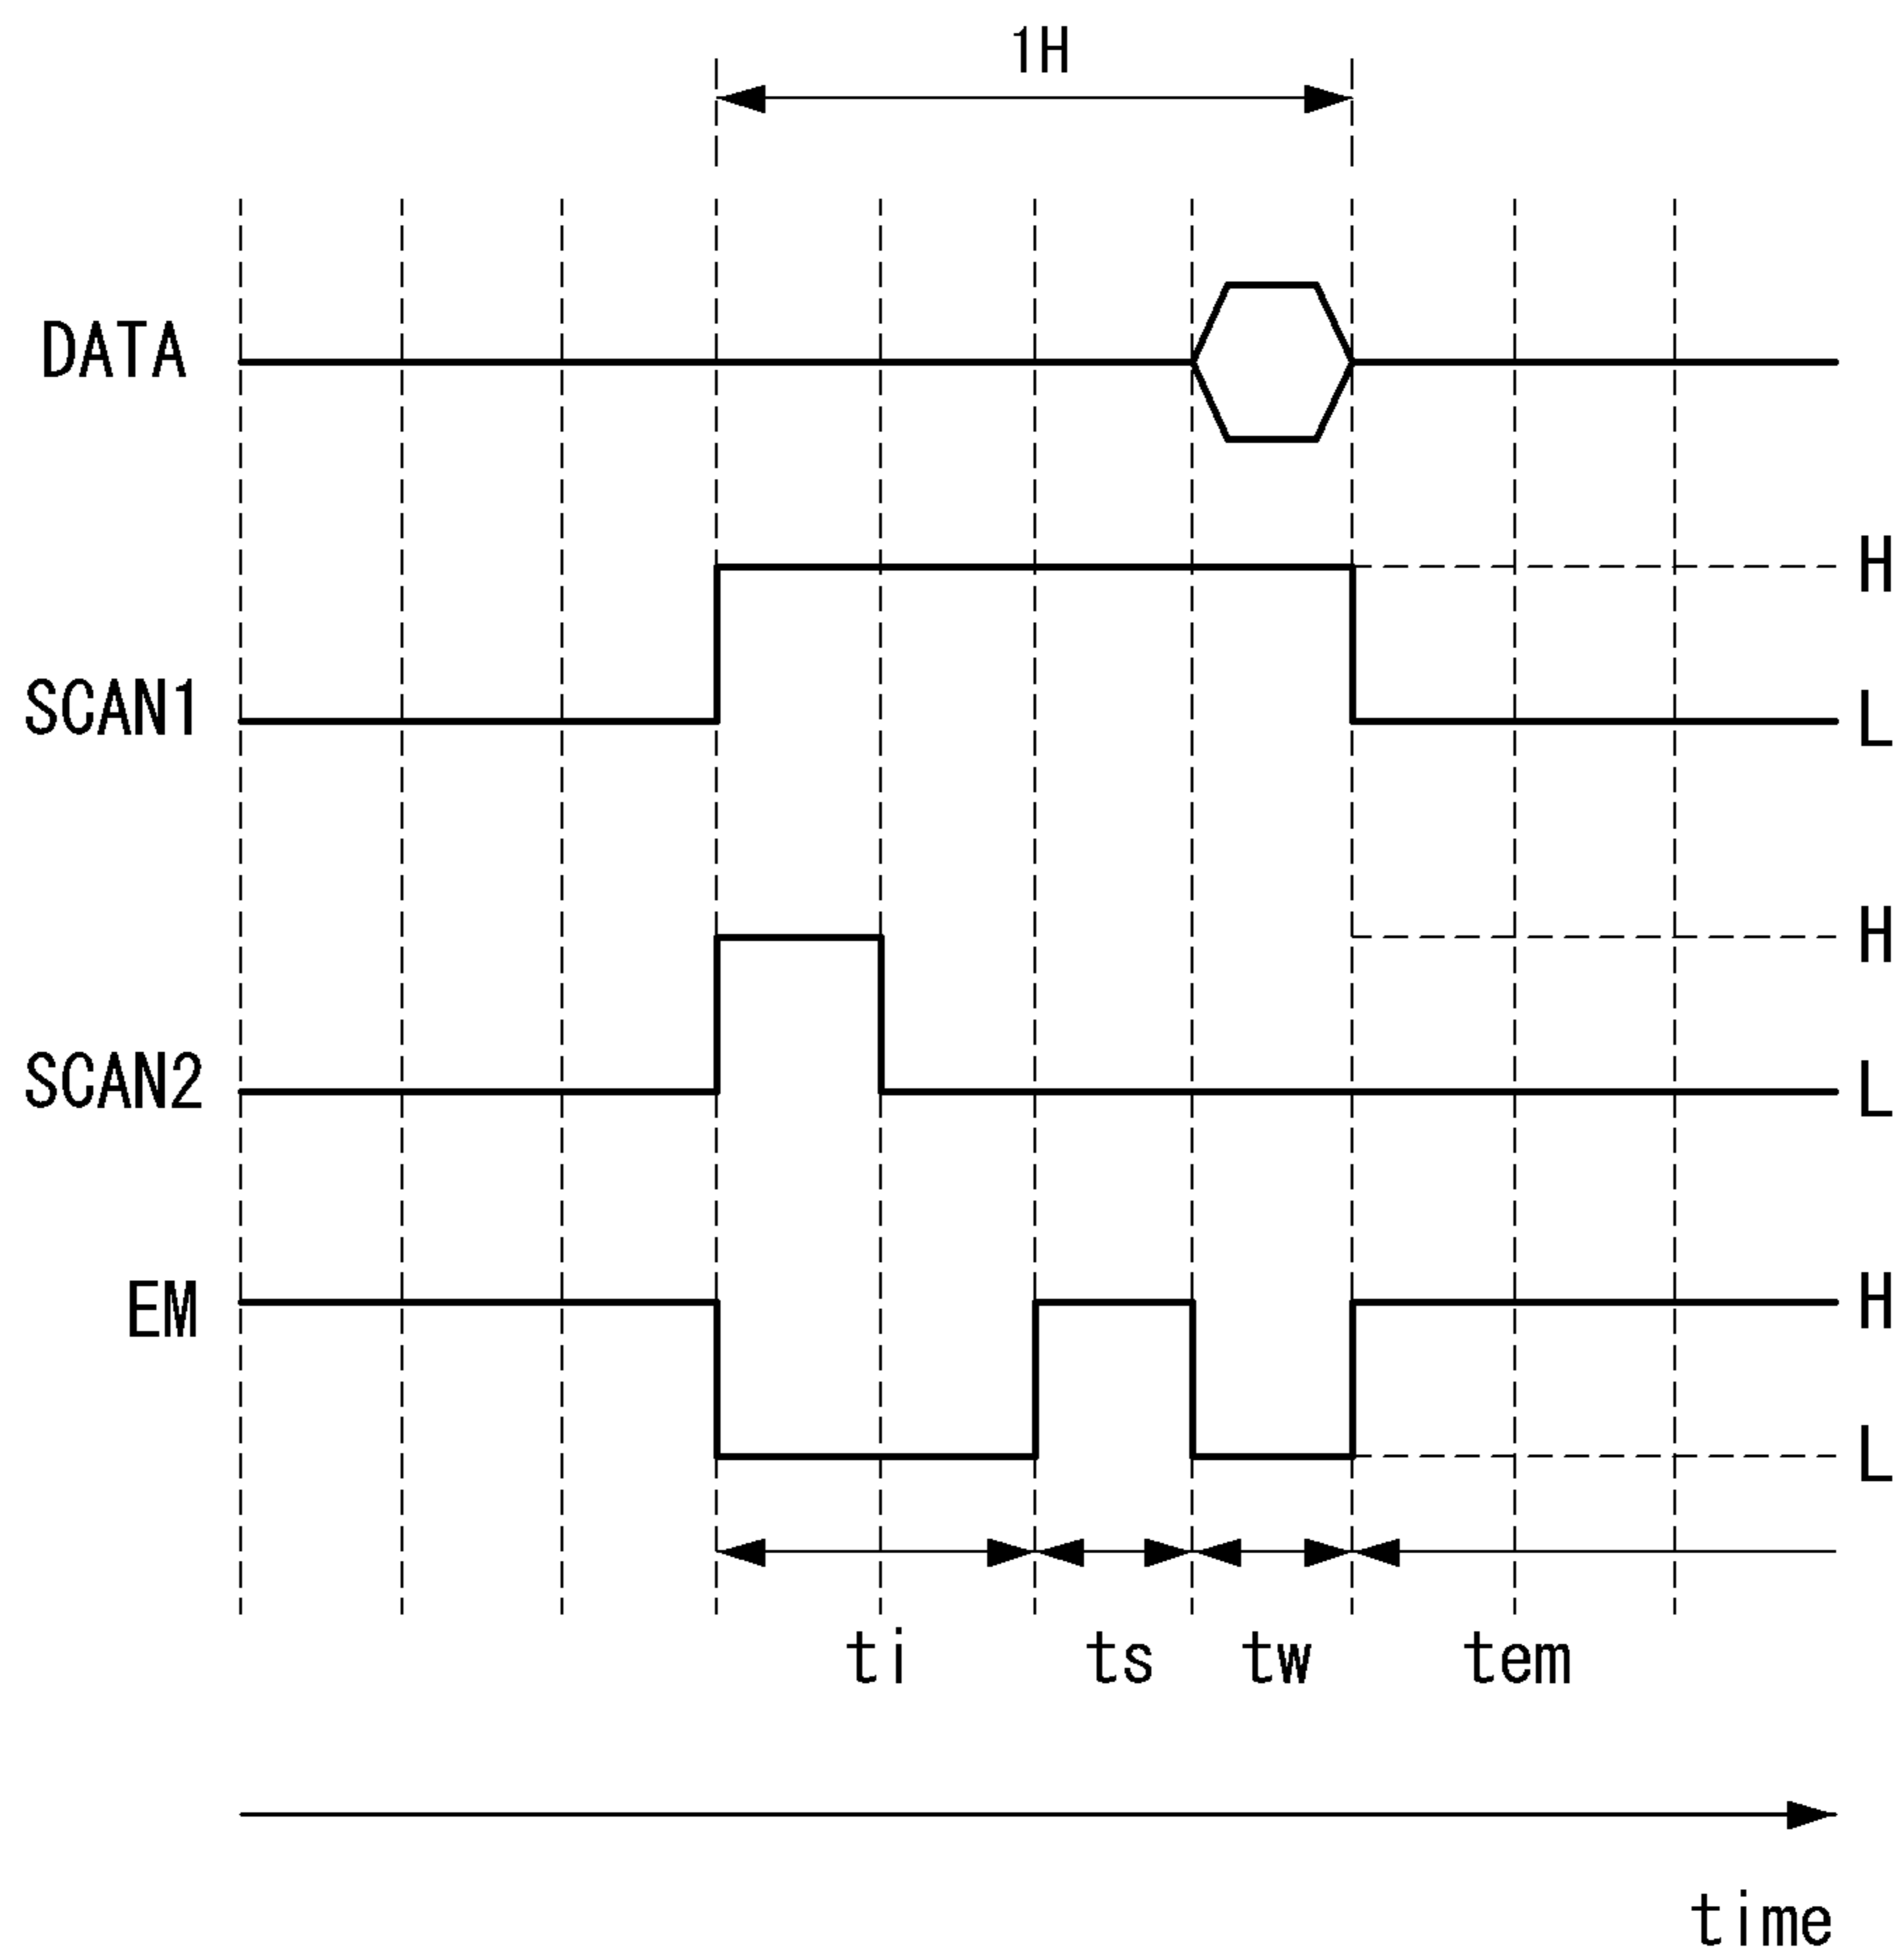 1H
DATA
H
SCAN1 L
H
SCAN2 L
EM H
L
ti ts tw tem
time